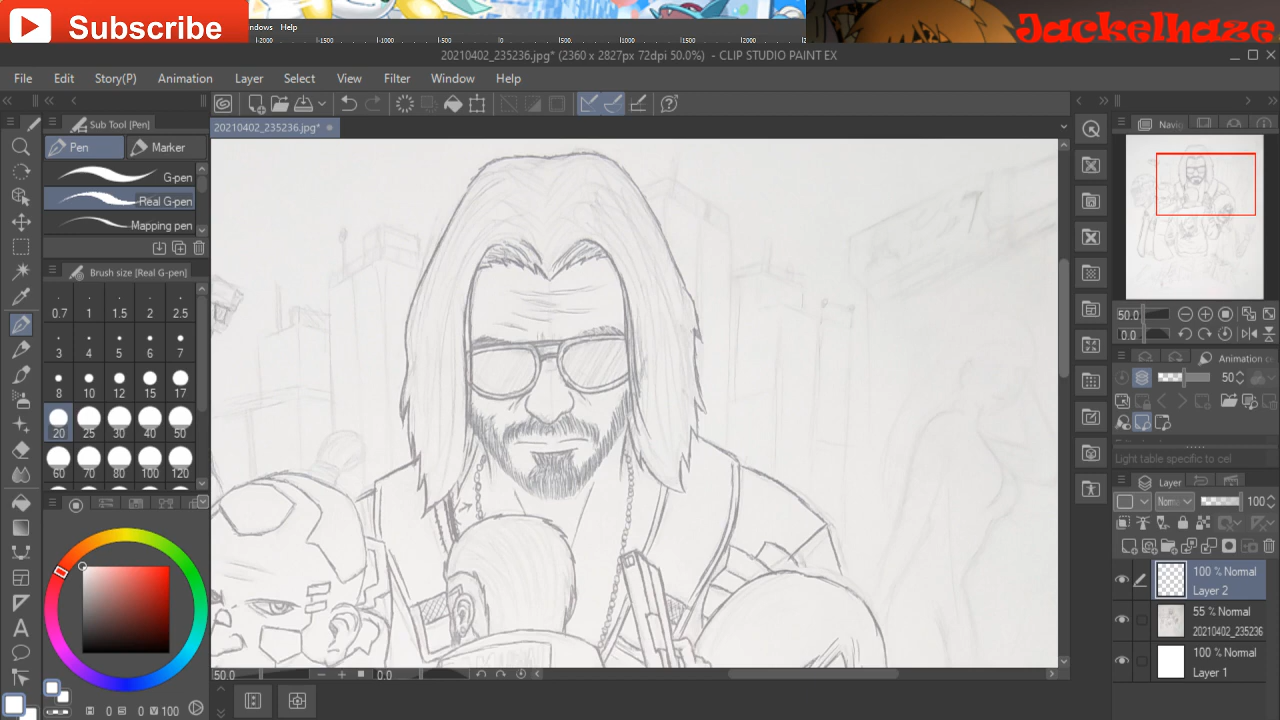 Subscribe
Jackelhaze
indows Help
20210402_235236.jpg* (2360 x 2827px 72dpi 50.0%) - CLIP STUDIO PAINT EX
File Edit Story(P) Animation Layer Select View Filter Window Help
Sub Tool [Pen]
20210402_235236.jpg*
Pen Marker
G-pen
Real G-pen
Mapping pen
Brush size [Real G-pen]
0.7 1 1.5 2 2.5
3 4 5 6 7
8 10 12 15 17
20 25 30 40 50
60 70 80 100 120
50.0 0.0
0 0 V 100
Navig
50.0
0.0
Animation ce
50
Light table specific to cel
Layer
Norm 100
100 % Normal
Layer 2
55 % Normal
20210402_235236
100 % Normal
Layer 1